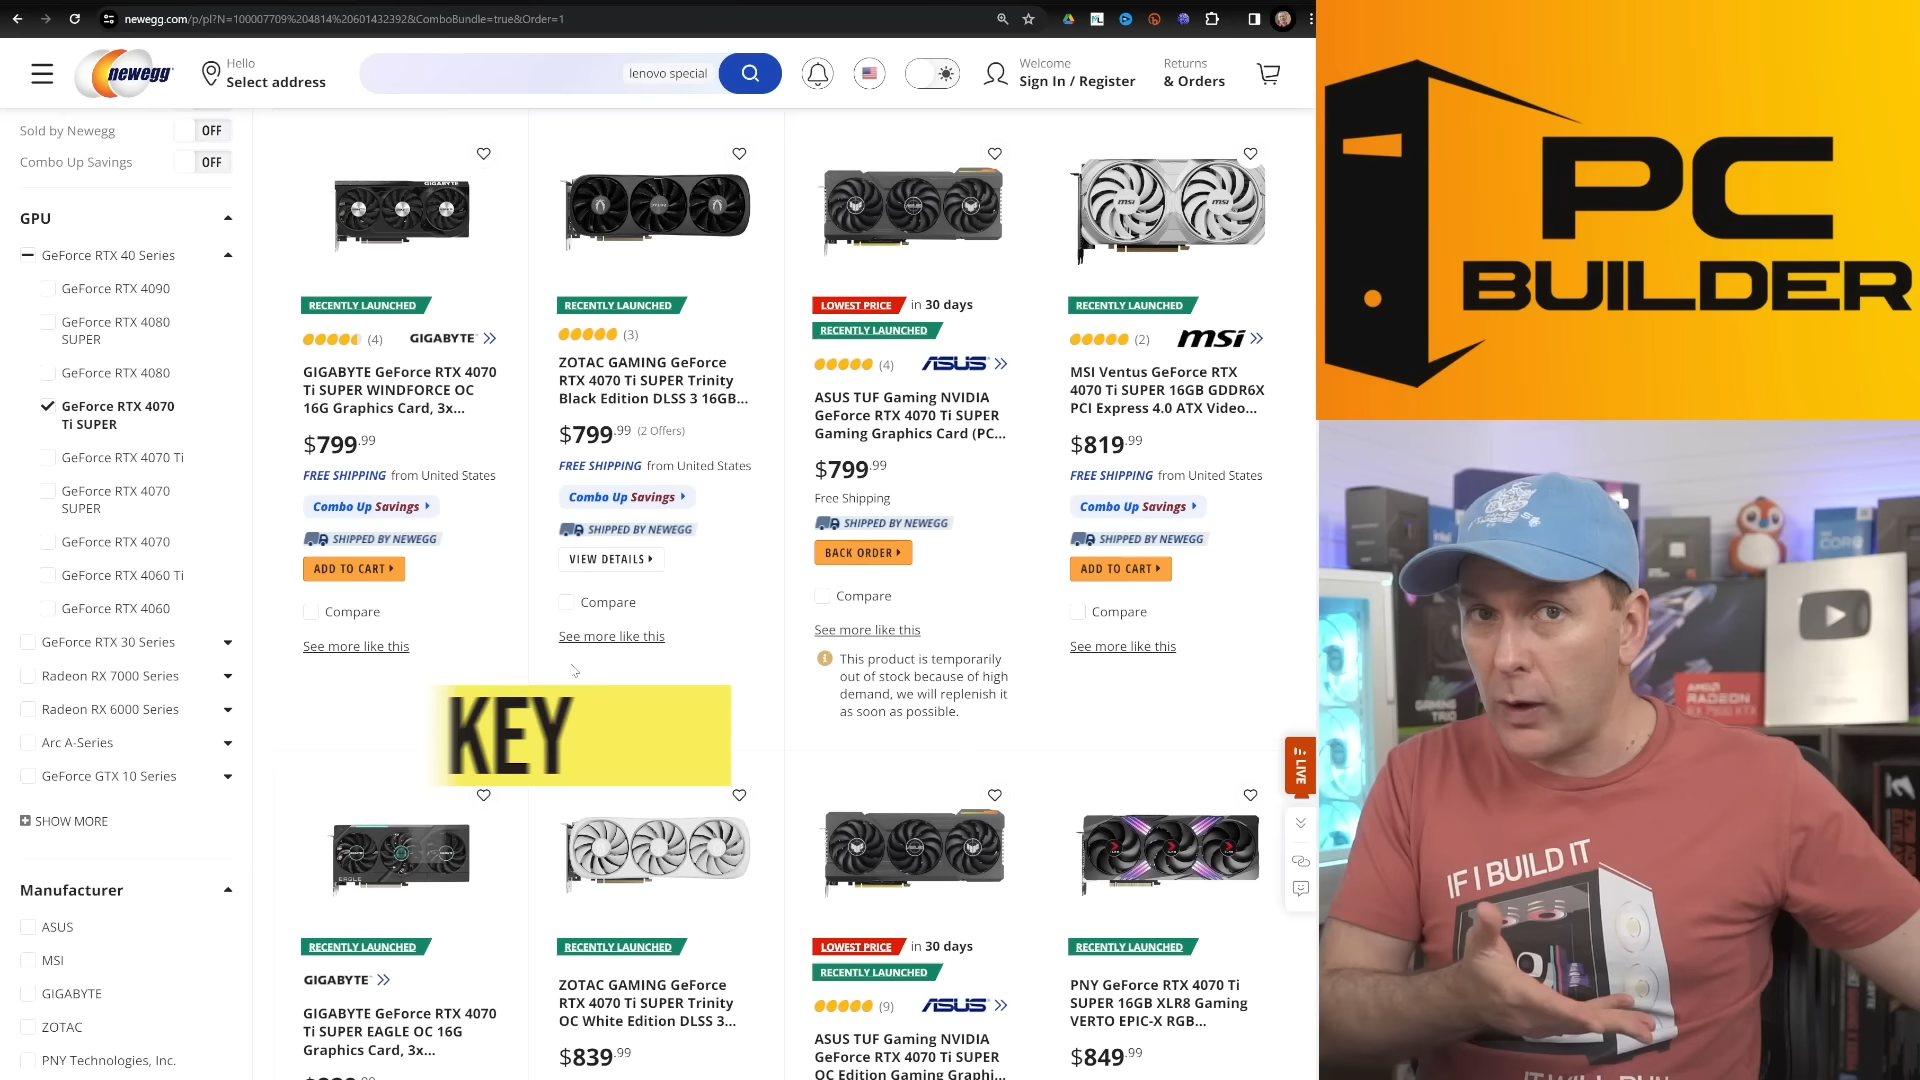 newegg.com/p/pl?N=100007709%204814%20601432392&ComboBundle=true&Order=1
newegg
Hello
Select address
lenovo special
Welcome
Sign In / Register
Returns
& Orders
Sold by Newegg
OFF
Combo Up Savings
OFF
GPU
GeForce RTX 40 Series
GeForce RTX 4090
GeForce RTX 4080
SUPER
GeForce RTX 4080
GeForce RTX 4070
Ti SUPER
GeForce RTX 4070 Ti
GeForce RTX 4070
SUPER
GeForce RTX 4070
GeForce RTX 4060 Ti
GeForce RTX 4060
GeForce RTX 30 Series
Radeon RX 7000 Series
Radeon RX 6000 Series
Arc A-Series
GeForce GTX 10 Series
SHOW MORE
Manufacturer
ASUS
MSI
GIGABYTE
ZOTAC
PNY Technologies, Inc.
GIGABYTE
RECENTLY LAUNCHED
(4)
GIGABYTE
GIGABYTE GeForce RTX 4070
Ti SUPER WINDFORCE OC
16G Graphics Card, 3x...
$799.99
FREE SHIPPING from United States
Combo Up Savings
SHIPPED BY NEWEGG
ADD TO CART
Compare
See more like this
RECENTLY LAUNCHED
(3)
ZOTAC GAMING GeForce
RTX 4070 Ti SUPER Trinity
Black Edition DLSS 3 16GB...
$799.99 (2 Offers)
FREE SHIPPING from United States
Combo Up Savings
SHIPPED BY NEWEGG
VIEW DETAILS
Compare
See more like this
LOWEST PRICE in 30 days
RECENTLY LAUNCHED
(4)
ASUS
ASUS TUF Gaming NVIDIA
GeForce RTX 4070 Ti SUPER
Gaming Graphics Card (PC...
$799.99
Free Shipping
SHIPPED BY NEWEGG
BACK ORDER
Compare
See more like this
This product is temporarily
out of stock because of high
demand, we will replenish it
as soon as possible.
msi
msi
RECENTLY LAUNCHED
(2)
msi
MSI Ventus GeForce RTX
4070 Ti SUPER 16GB GDDR6X
PCI Express 4.0 ATX Video...
$819.99
FREE SHIPPING from United States
Combo Up Savings
SHIPPED BY NEWEGG
ADD TO CART
Compare
See more like this
KEY
LIVE
EAGLE
RECENTLY LAUNCHED
GIGABYTE
GIGABYTE GeForce RTX 4070
Ti SUPER EAGLE OC 16G
Graphics Card, 3x...
RECENTLY LAUNCHED
ZOTAC GAMING GeForce
RTX 4070 Ti SUPER Trinity
OC White Edition DLSS 3...
$839.99
LOWEST PRICE in 30 days
RECENTLY LAUNCHED
(9)
ASUS
ASUS TUF Gaming NVIDIA
GeForce RTX 4070 Ti SUPER
OC Edition Gaming Graphi...
RECENTLY LAUNCHED
PNY GeForce RTX 4070 Ti
SUPER 16GB XLR8 Gaming
VERTO EPIC-X RGB...
$849.99
PC
BUILDER
CORE
GAMING
TRIO
AMD
RADEON
IF I BUILD IT
IT WILL RUN